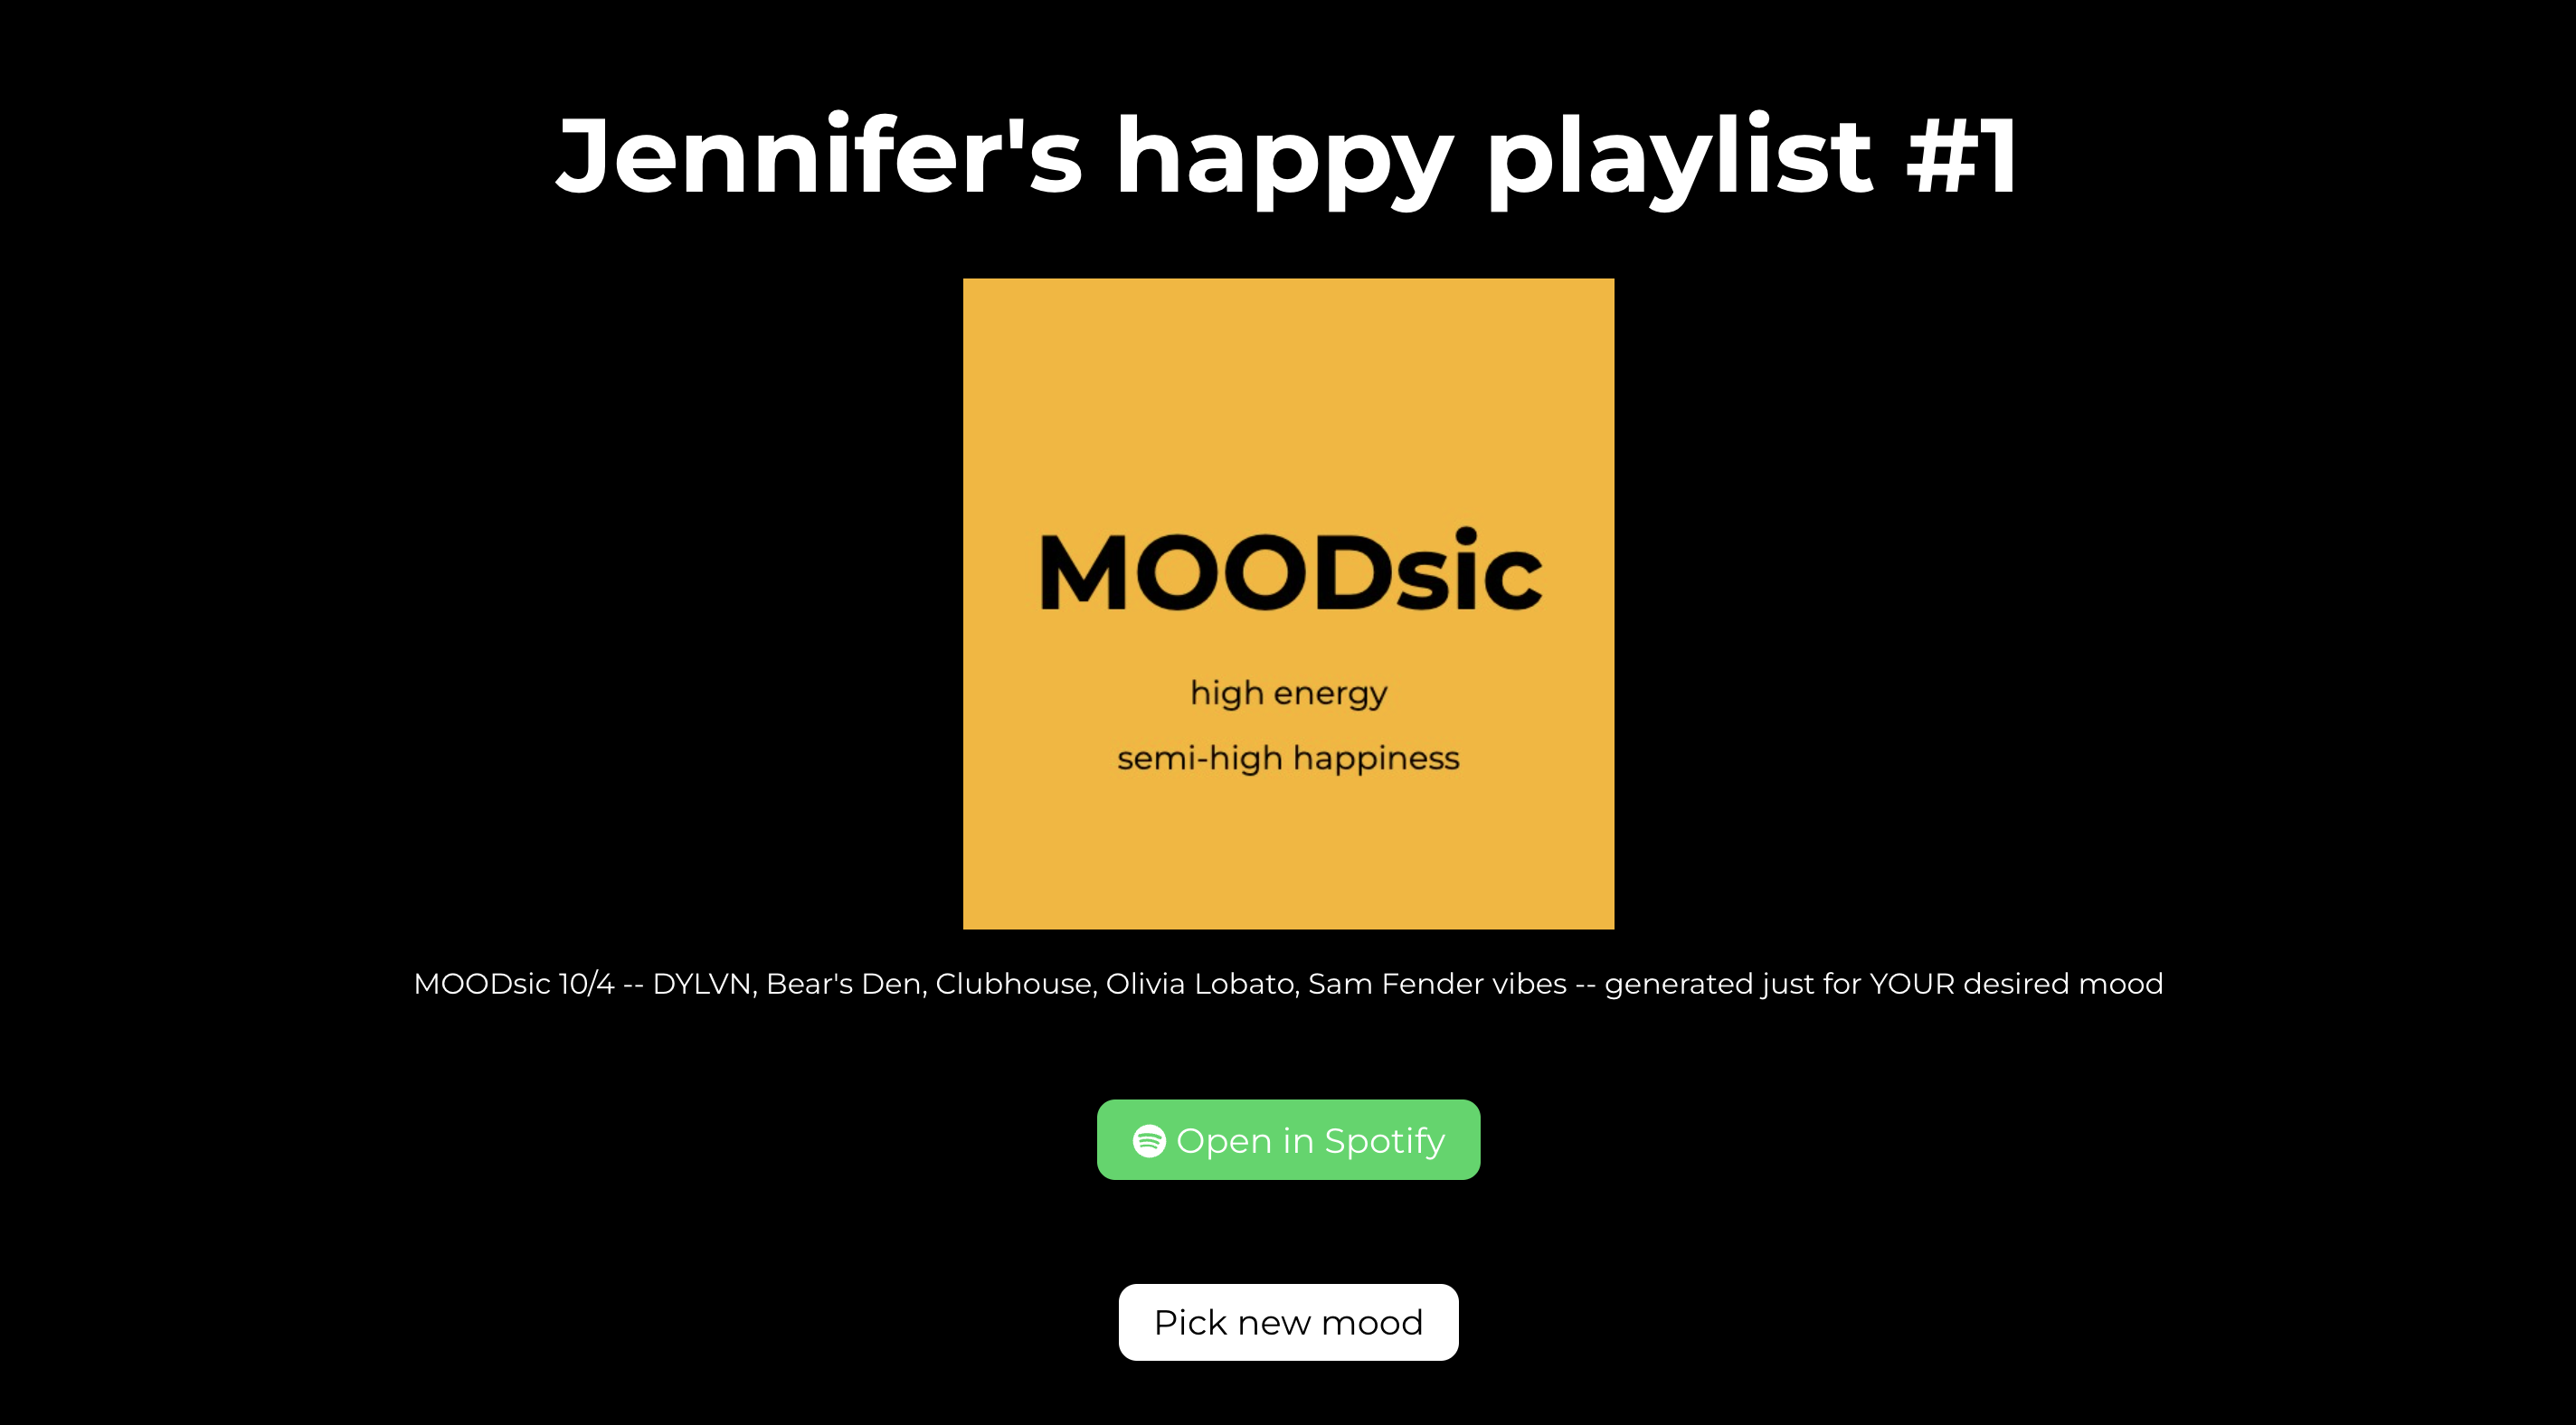 Jennifer's happy playlist #1
MOODsic
high energy
semi-high happiness
MOODsic 10/4 -- DYLVN, Bear's Den, Clubhouse, Olivia Lobato, Sam Fender vibes -- generated just for YOUR desired mood
Open in Spotify
Pick new mood